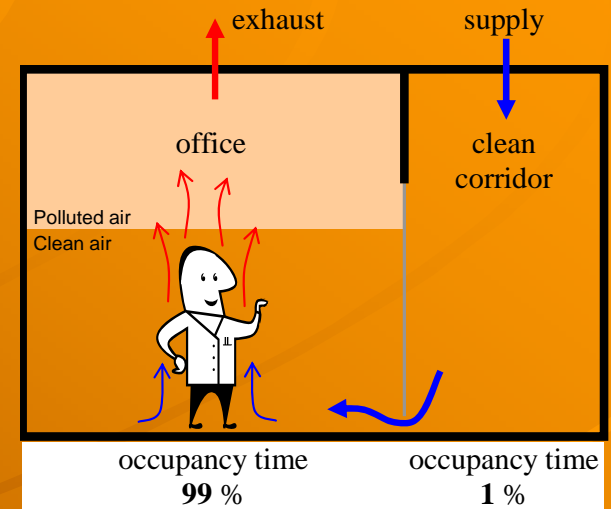 exhaust
supply
office
clean
corridor
Polluted air
Clean air
occupancy time
99 %
occupancy time
1 %